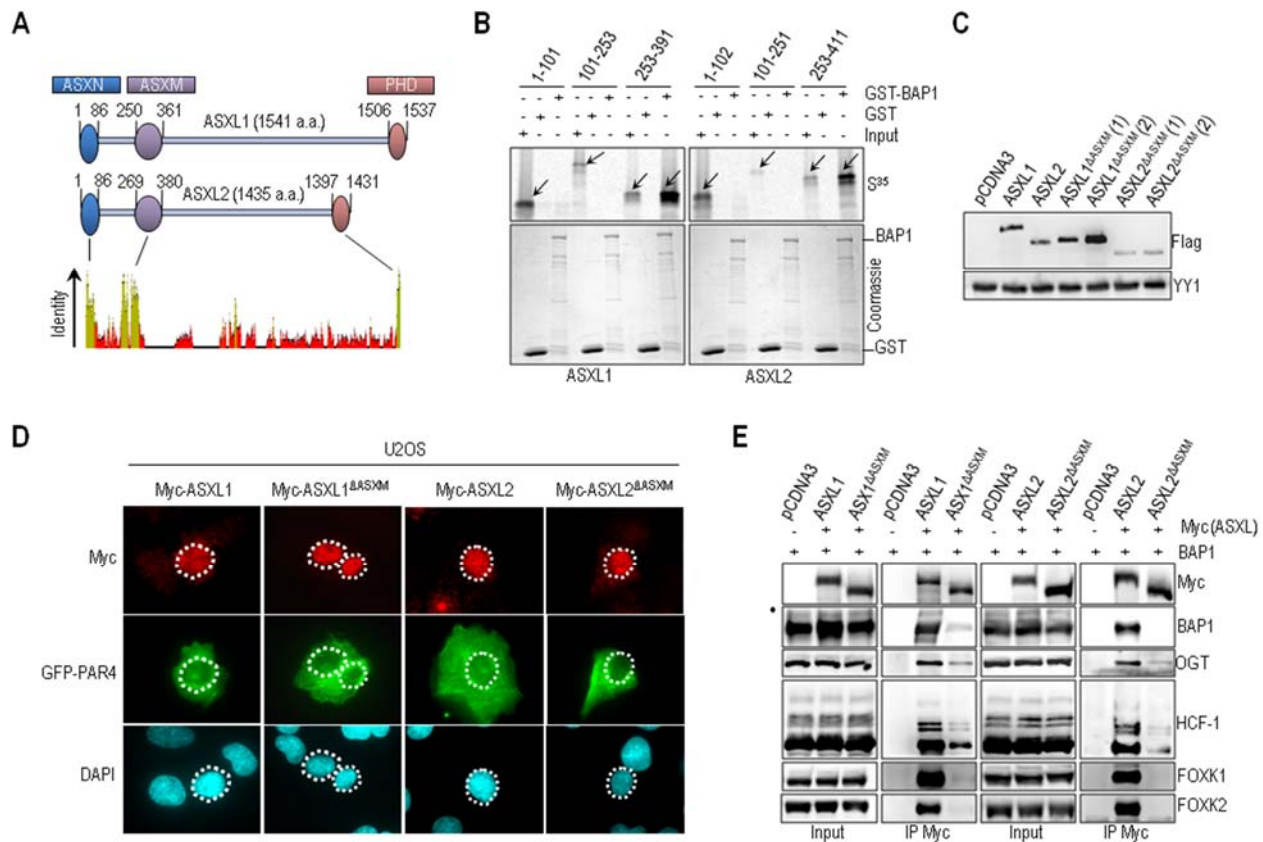 A
ASXN ASXM PHD
1 86 250 361 1506 1537
ASXL1 (1541 a.a.)
1 86 269 380 1397 1431
ASXL2 (1435 a.a.)
Identity
B
1-101 101-253 253-391 1-102 101-251 253-411
- - + - - + - - + - - + - - + - - + GST-BAP1
- + - - + - - + - - + - - + - - + - GST
+ - - + - - + - - + - - + - - + - - Input
S35
BAP1
Coomassie
GST
ASXL1 ASXL2
C
pCDNA3 ASXL1 ASXL2 ASXL1ΔASXM (1) ASXL1ΔASXM (2) ASXL2ΔASXM (1) ASXL2ΔASXM (2)
Flag
YY1
D
U2OS
Myc-ASXL1 Myc-ASXL1ΔASXM Myc-ASXL2 Myc-ASXL2ΔASXM
Myc
GFP-PAR4
DAPI
E
pCDNA3 ASXL1 ASX1ΔASXM pCDNA3 ASXL1 ASX1ΔASXM pCDNA3 ASXL2 ASXL2ΔASXM pCDNA3 ASXL2 ASXL2ΔASXM
- + + - + + - + + - + + Myc (ASXL)
+ + + + + + + + + + + + BAP1
Myc
BAP1
OGT
HCF-1
FOXK1
FOXK2
Input IP Myc Input IP Myc